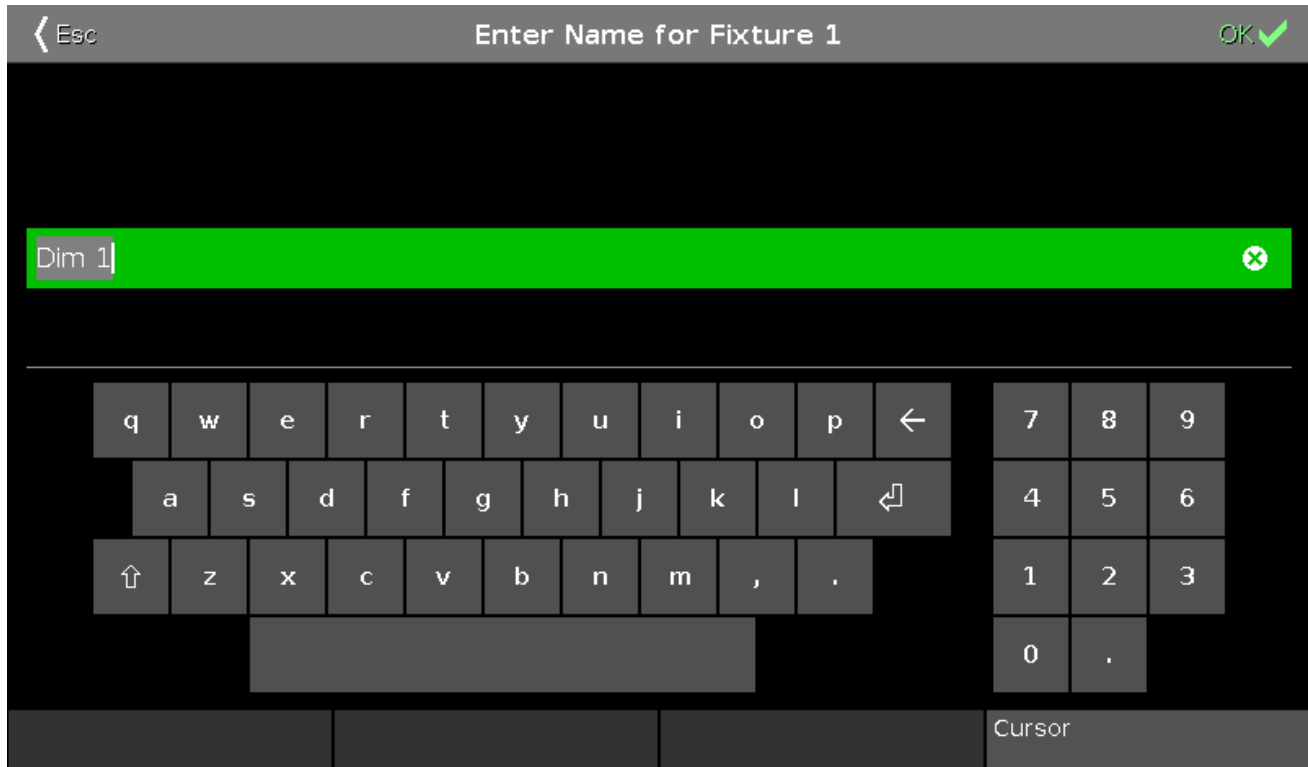 Esc Enter Name for Fixture 1 OK
Dim 1
q w e r t y u i o p 7 8 9
a s d f g h j k l 4 5 6
z x c v b n m , . 1 2 3
0 .
Cursor